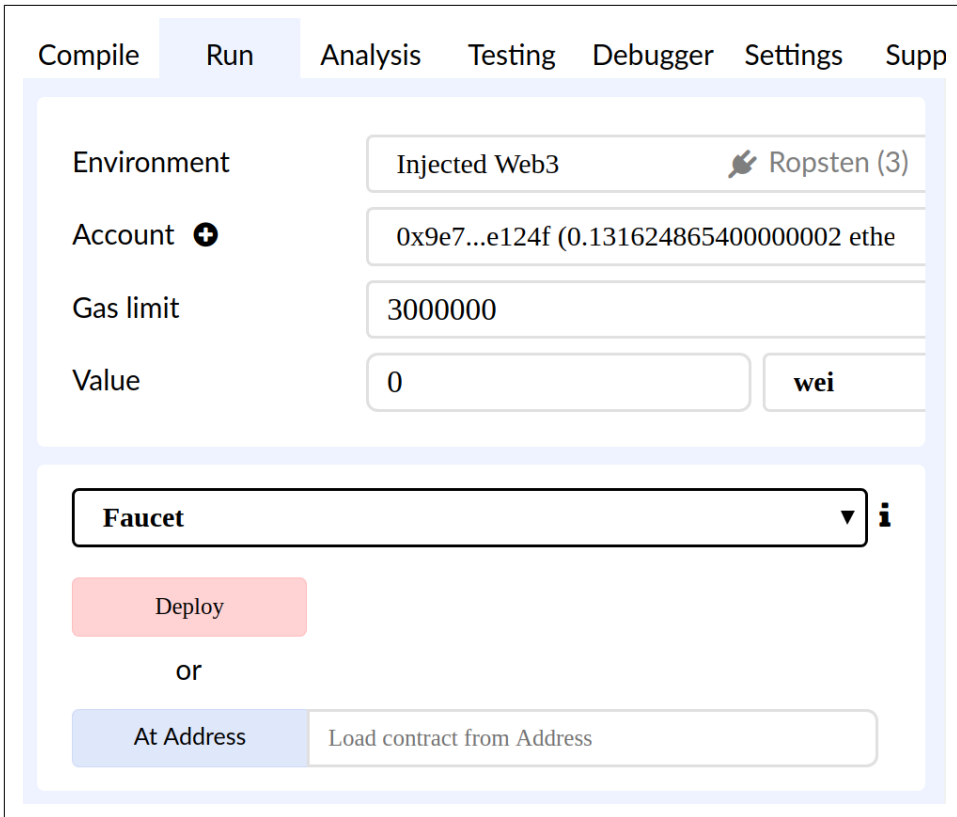 Compile Run Analysis Testing Debugger Settings Supp
Environment Injected Web3 Ropsten (3)
Account 0x9e7...e124f (0.131624865400000002 ethe
Gas limit 3000000
Value 0 wei
Faucet
Deploy
or
At Address Load contract from Address